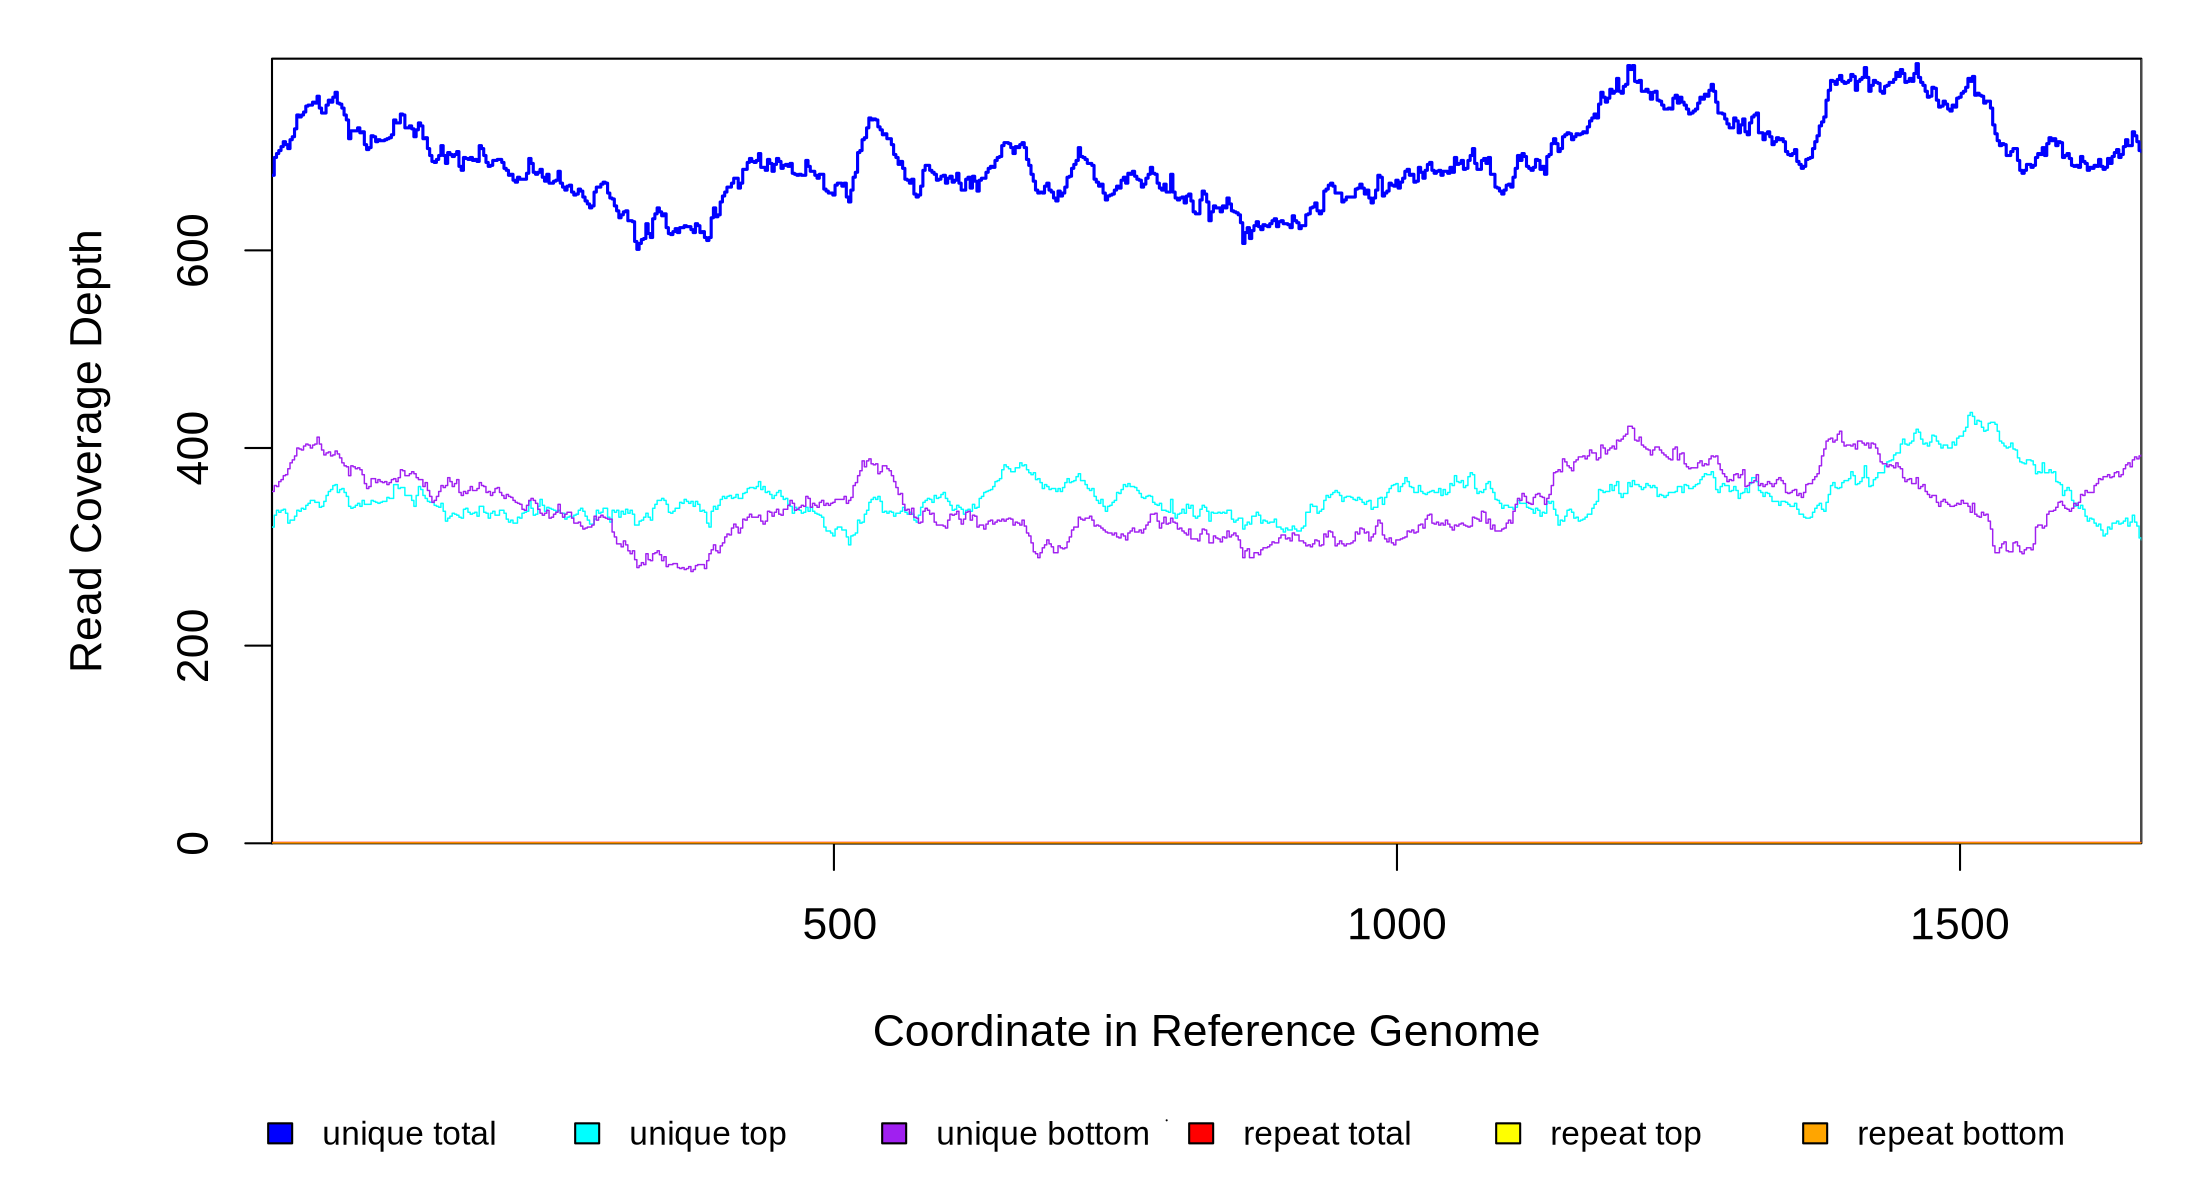 Read Coverage Depth
600
400
200
0
500 1000 1500
Coordinate in Reference Genome
unique total unique top unique bottom repeat total repeat top repeat bottom